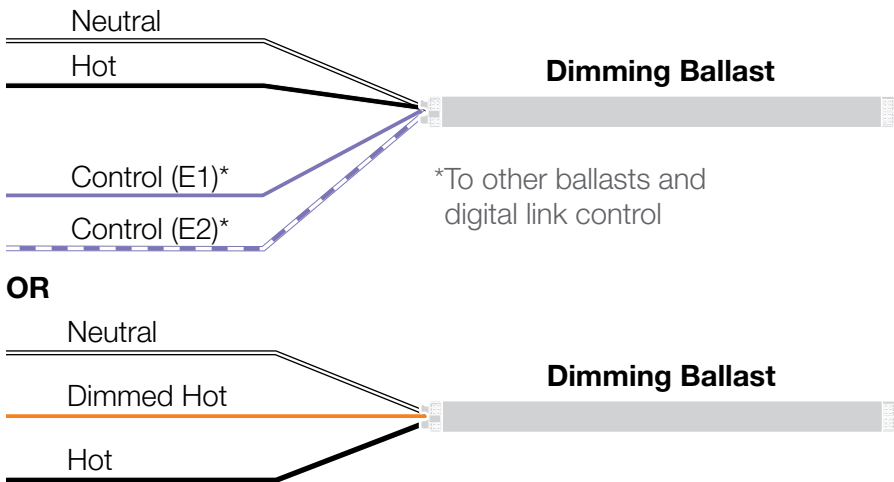 Neutral
Hot
Dimming Ballast
Control (E1)*
*To other ballasts and
digital link control
Control (E2)*
OR
Neutral
Dimming Ballast
Dimmed Hot
Hot